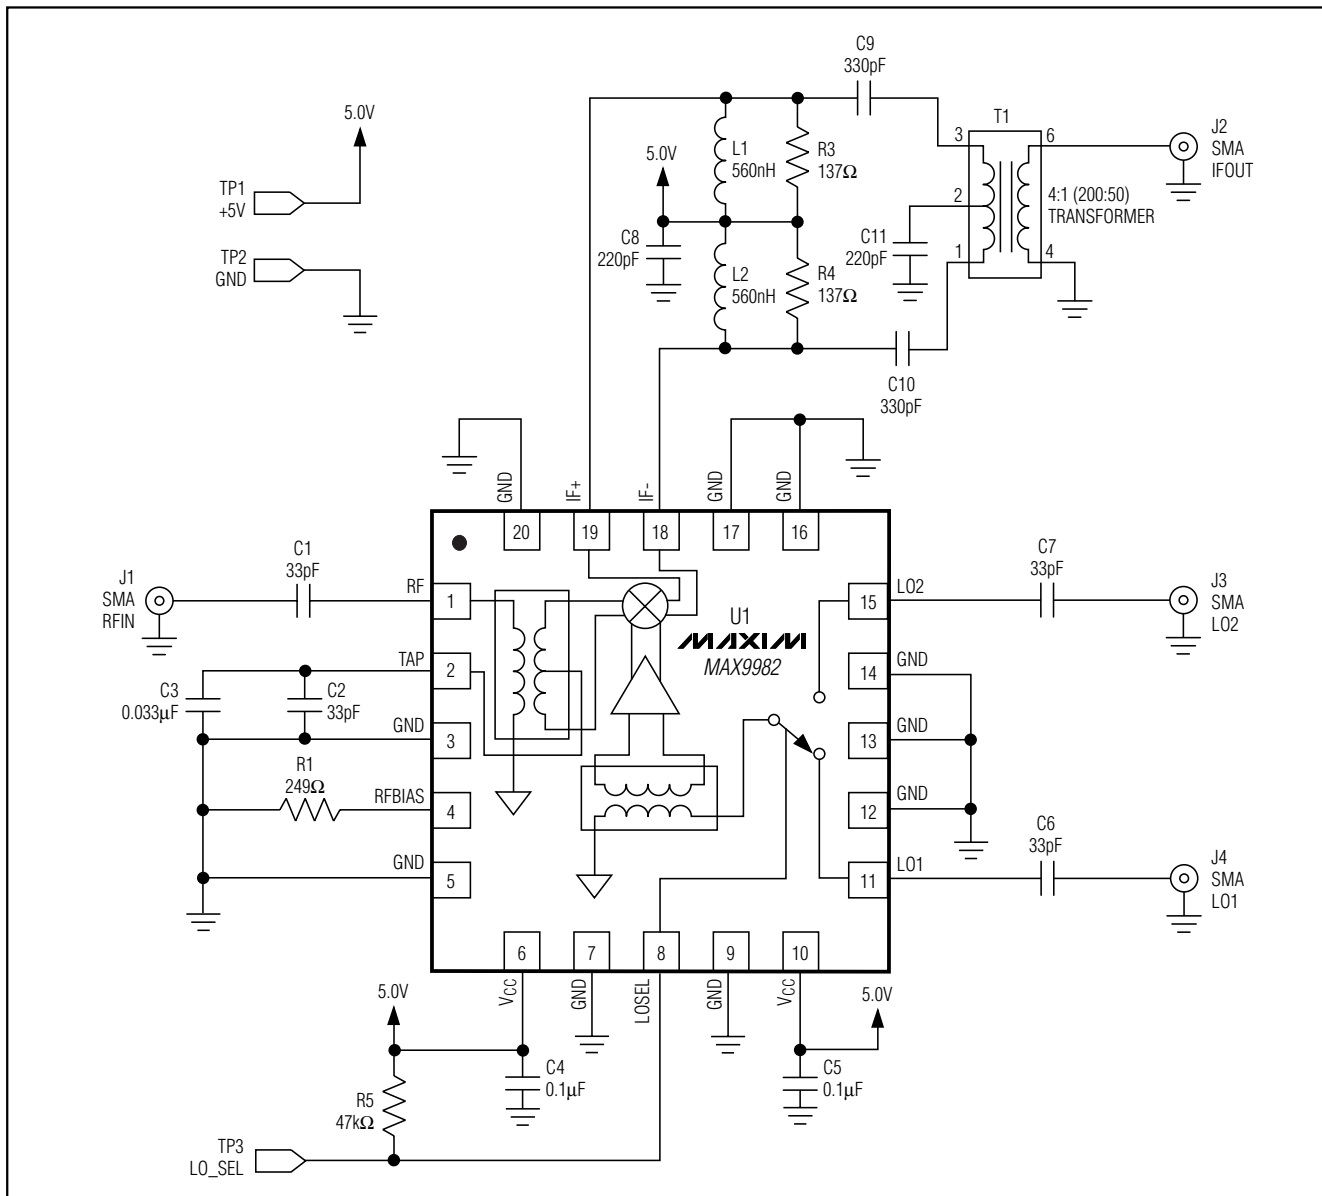 C9
330pF
5.0V
T1
J2
SMA
IFOUT
3
6
L1
560nH
R3
137Ω
5.0V
TP1
+5V
2
4:1 (200:50)
TRANSFORMER
C8
220pF
C11
220pF
TP2
GND
L2
560nH
R4
137Ω
1
4
C10
330pF
GND
IF+
IF-
GND
GND
20
19
18
17
16
C1
33pF
J1
SMA
RFIN
RF
1
U1
MAXIM
MAX9982
15
LO2
C7
33pF
J3
SMA
LO2
TAP
2
14
GND
C3
0.033µF
C2
33pF
GND
3
13
GND
R1
249Ω
RFBIAS
4
12
GND
C6
33pF
GND
5
11
LO1
J4
SMA
LO1
6
7
8
9
10
VCC
GND
LOSEL
GND
VCC
5.0V
5.0V
C4
0.1µF
C5
0.1µF
R5
47kΩ
TP3
LO_SEL